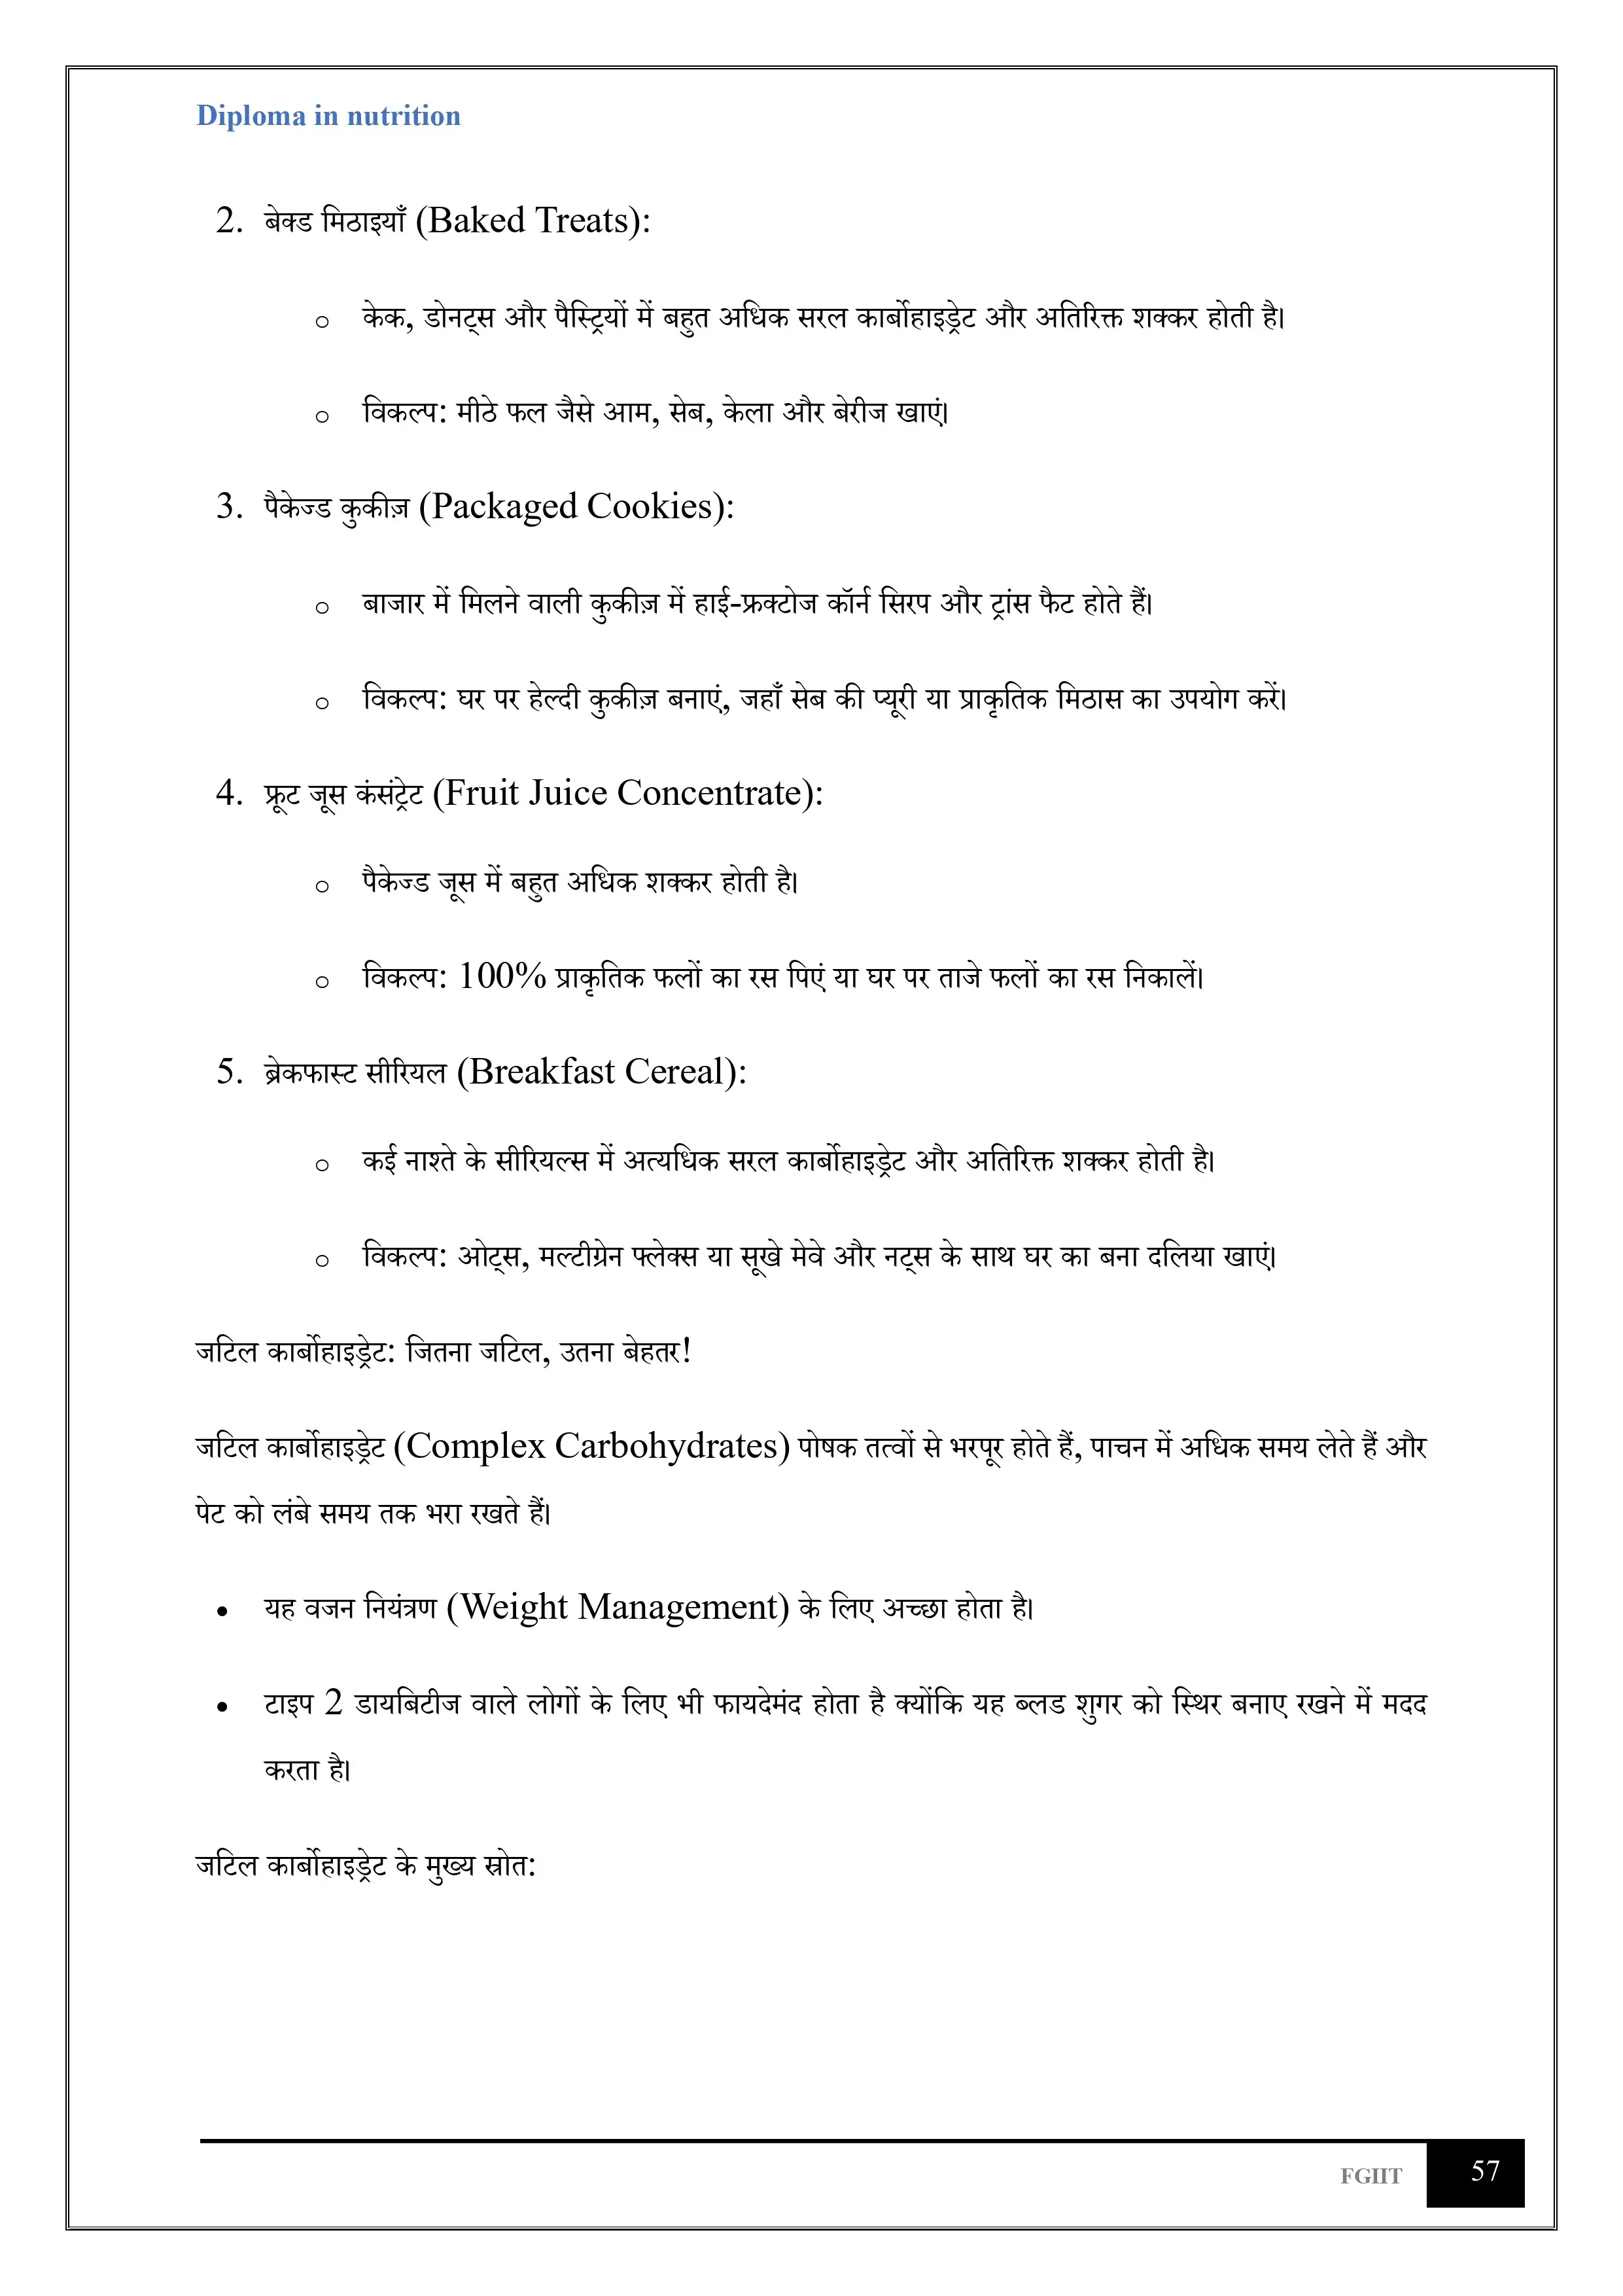 Diploma in nutrition
2. बेक्ड मिठाइयाँ (Baked Treats):
o केक, डोनट्स और पैस्ट्रियों में बहुत अधिक सरल कार्बोहाइड्रेट और अतिरिक्त शक्कर होती है।
o विकल्प: मीठे फल जैसे आम, सेब, केला और बेरीज खाएं।
3. पैकेज्ड कुकीज़ (Packaged Cookies):
o बाजार में मिलने वाली कुकीज़ में हाई-फ्रक्टोज कॉर्न सिरप और ट्रांस फैट होते हैं।
o विकल्प: घर पर हेल्दी कुकीज़ बनाएं, जहाँ सेब की प्यूरी या प्राकृतिक मिठास का उपयोग करें।
4. फ्रूट जूस कंसंट्रेट (Fruit Juice Concentrate):
o पैकेज्ड जूस में बहुत अधिक शक्कर होती है।
o विकल्प: 100% प्राकृतिक फलों का रस पिएं या घर पर ताजे फलों का रस निकालें।
5. ब्रेकफास्ट सीरियल (Breakfast Cereal):
o कई नाश्ते के सीरियल्स में अत्यधिक सरल कार्बोहाइड्रेट और अतिरिक्त शक्कर होती है।
o विकल्प: ओट्स, मल्टीग्रेन फ्लेक्स या सूखे मेवे और नट्स के साथ घर का बना दलिया खाएं।
जटिल कार्बोहाइड्रेट: जितना जटिल, उतना बेहतर!
जटिल कार्बोहाइड्रेट (Complex Carbohydrates) पोषक तत्वों से भरपूर होते हैं, पाचन में अधिक समय लेते हैं और
पेट को लंबे समय तक भरा रखते हैं।
• यह वजन नियंत्रण (Weight Management) के लिए अच्छा होता है।
• टाइप 2 डायबिटीज वाले लोगों के लिए भी फायदेमंद होता है क्योंकि यह ब्लड शुगर को स्थिर बनाए रखने में मदद
करता है।
जटिल कार्बोहाइड्रेट के मुख्य स्रोत:
FGIIT 57